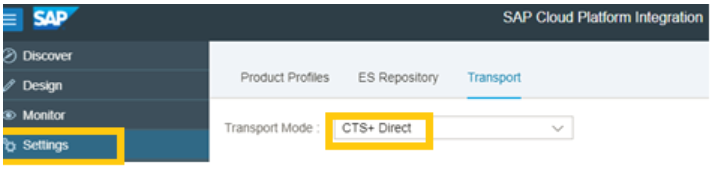 SAP SAP Cloud Platform Integration
Discover
Design
Monitor
Settings
Product Profiles ES Repository Transport
Transport Mode : CTS+ Direct